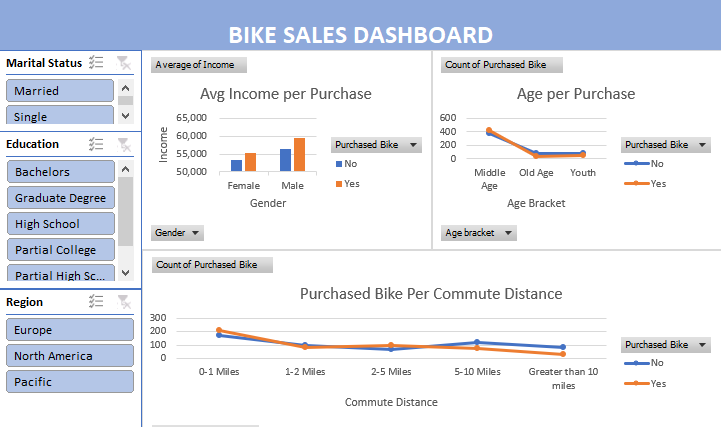 BIKE SALES DASHBOARD
Marital Status
Married
Single
Education
Bachelors
Graduate Degree
High School
Partial College
Partial High Sc...
Region
Europe
North America
Pacific
Average of Income
Avg Income per Purchase
65,000
60,000
55,000
50,000
Income
Female
Male
Gender
Purchased Bike
No
Yes
Gender
Count of Purchased Bike
Age per Purchase
600
400
200
0
Middle
Age
Old Age
Youth
Age Bracket
Purchased Bike
No
Yes
Age bracket
Count of Purchased Bike
Purchased Bike Per Commute Distance
300
200
100
0
0-1 Miles
1-2 Miles
2-5 Miles
5-10 Miles
Greater than 10
miles
Commute Distance
Purchased Bike
No
Yes